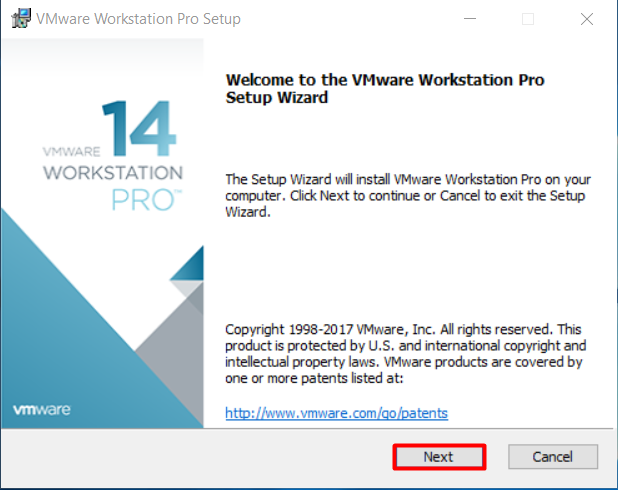 VMware Workstation Pro Setup
Welcome to the VMware Workstation Pro
Setup Wizard
14
VMWARE
WORKSTATION
PRO™
The Setup Wizard will install VMware Workstation Pro on your
computer. Click Next to continue or Cancel to exit the Setup
Wizard.
Copyright 1998-2017 VMware, Inc. All rights reserved. This
product is protected by U.S. and international copyright and
intellectual property laws. VMware products are covered by
one or more patents listed at:
http://www.vmware.com/go/patents
vmware
Next
Cancel